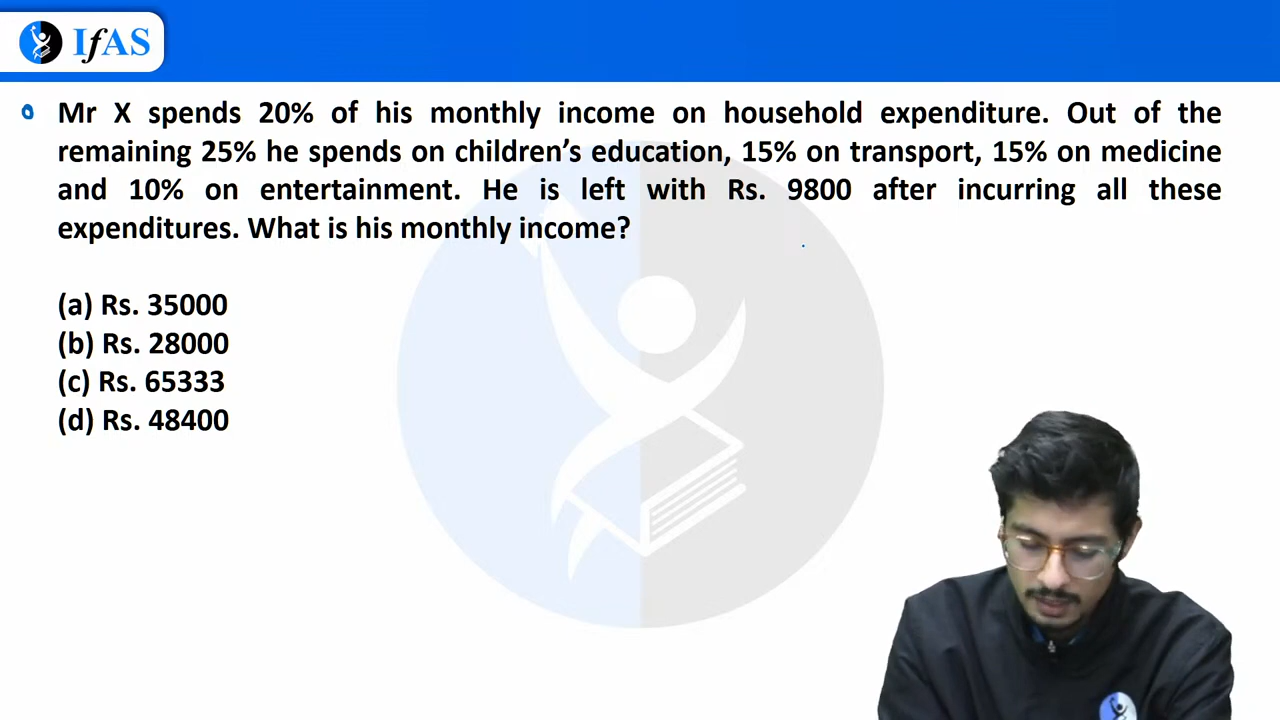 IfAS
Mr X spends 20% of his monthly income on household expenditure. Out of the
remaining 25% he spends on children’s education, 15% on transport, 15% on medicine
and 10% on entertainment. He is left with Rs. 9800 after incurring all these
expenditures. What is his monthly income?
(a) Rs. 35000
(b) Rs. 28000
(c) Rs. 65333
(d) Rs. 48400